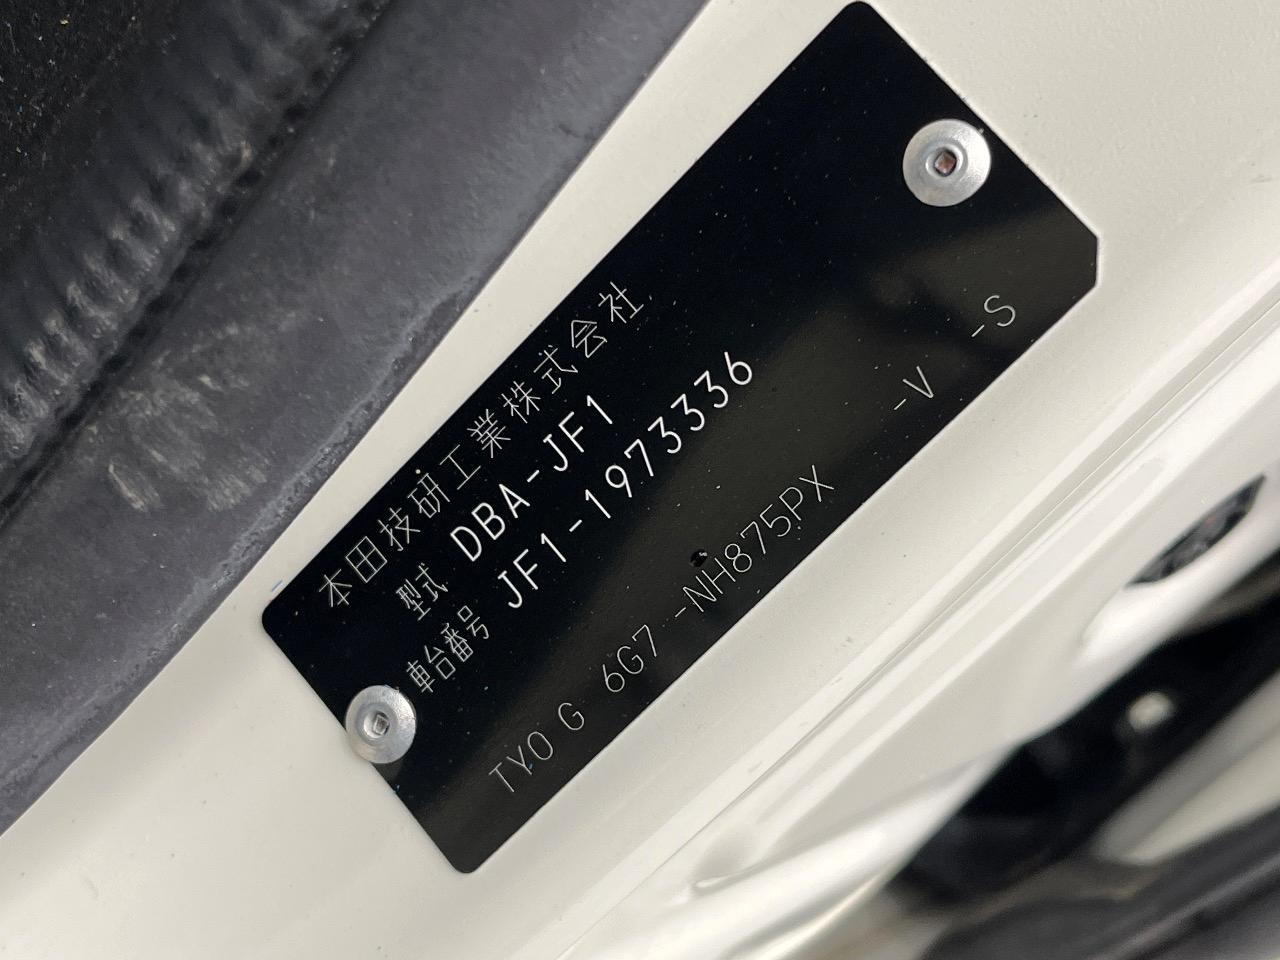 本田技研工業株式会社
型式 DBA-JF1
車台番号 JF1-1973336
TYO G 6G7 -NH875PX -V -S